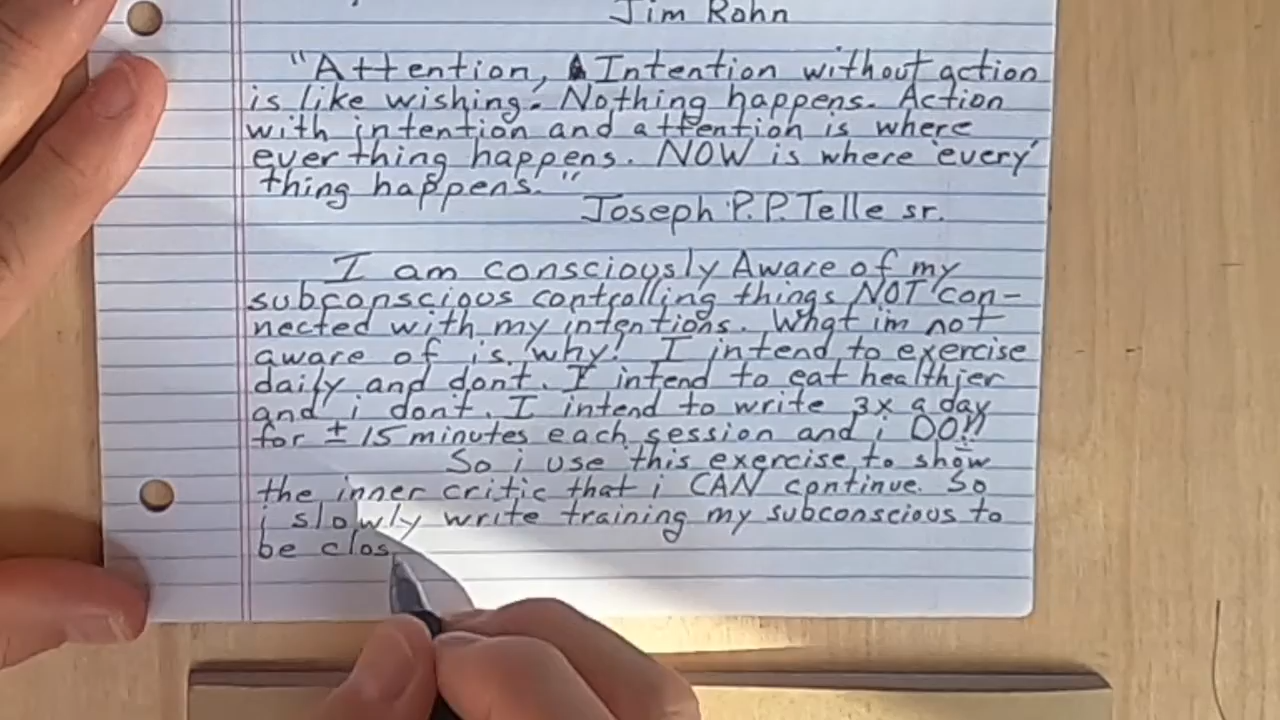 Jim Rohn
"Attention, Intention without action
is like wishing. Nothing happens. Action
with intention and attention is where
ever thing happens. NOW is where 'every'
thing happens."
Joseph P.P. Telle sr.
I am consciously Aware of my
subconscious controlling things NOT con-
nected with my intentions. What im not
aware of is why! I intend to exercise
daily and dont. I intend to eat healthier
and i don't. I intend to write 3x a day
for ± 15 minutes each session and i DO!!
So i use this exercise to show
the inner critic that i CAN continue. So
i slowly write training my subconscious to
be clos